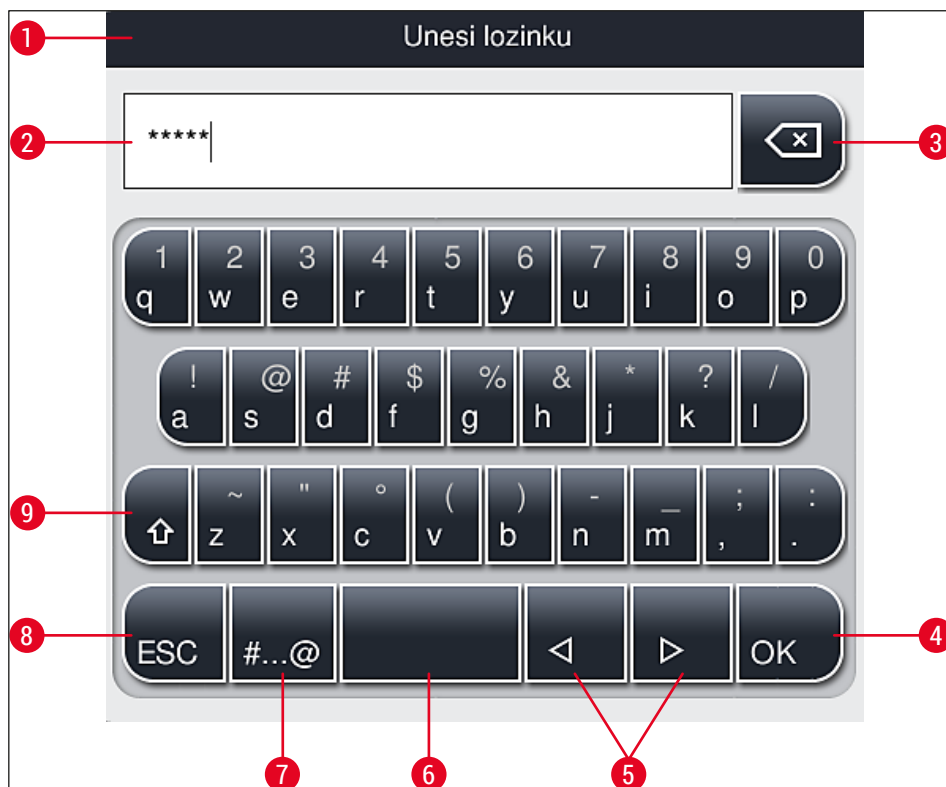 1 Unesi lozinku
2 ***** 3
1 2 3 4 5 6 7 8 9 0
q w e r t y u i o p
! @ # $ % & * ? /
a s d f g h j k l
~ " ° ( ) - _ ; :
9 z x c v b n m , .
8 ESC #...@ OK 4
7 6 5